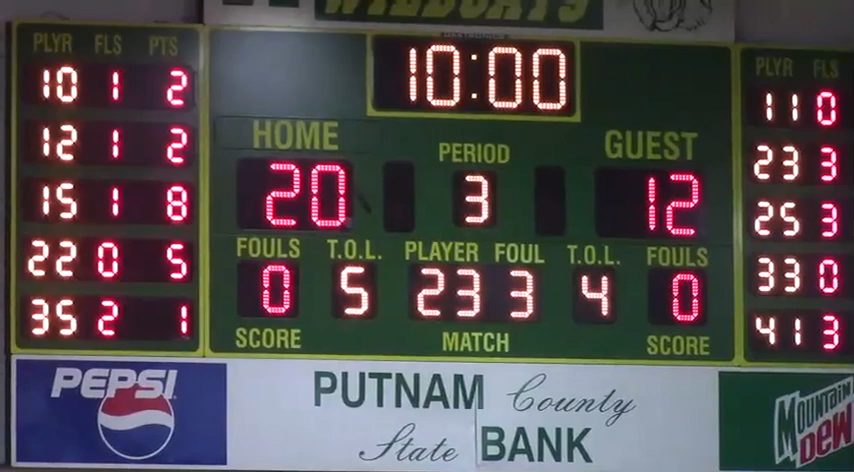 WILDCATS
10:00
PLYR FLS PTS
10 1 2
12 1 2
15 1 8
22 0 5
35 2 1
HOME PERIOD GUEST
20 3 12
FOULS T.O.L. PLAYER FOUL T.O.L. FOULS
0 5 23 3 4 0
SCORE MATCH SCORE
PLYR FLS
11 0
23 3
25 3
33 0
41 3
PEPSI
PUTNAM County
State BANK
MOUNTAIN
DEW